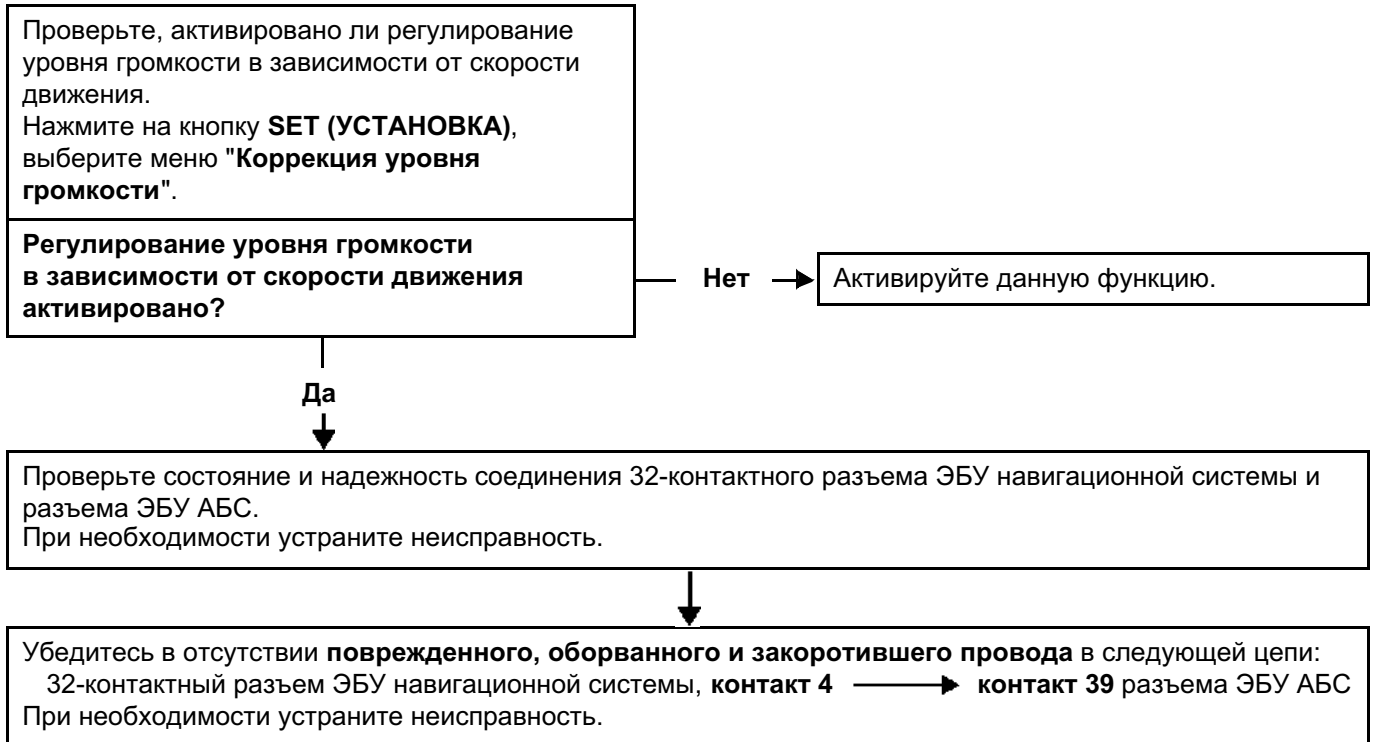 Проверьте, активировано ли регулирование
уровня громкости в зависимости от скорости
движения.
Нажмите на кнопку SET (УСТАНОВКА),
выберите меню "Коррекция уровня
громкости".
Регулирование уровня громкости
в зависимости от скорости движения
активировано?
Нет
Активируйте данную функцию.
Да
Проверьте состояние и надежность соединения 32-контактного разъема ЭБУ навигационной системы и
разъема ЭБУ АБС.
При необходимости устраните неисправность.
Убедитесь в отсутствии поврежденного, оборванного и закоротившего провода в следующей цепи:
32-контактный разъем ЭБУ навигационной системы, контакт 4 контакт 39 разъема ЭБУ АБС
При необходимости устраните неисправность.